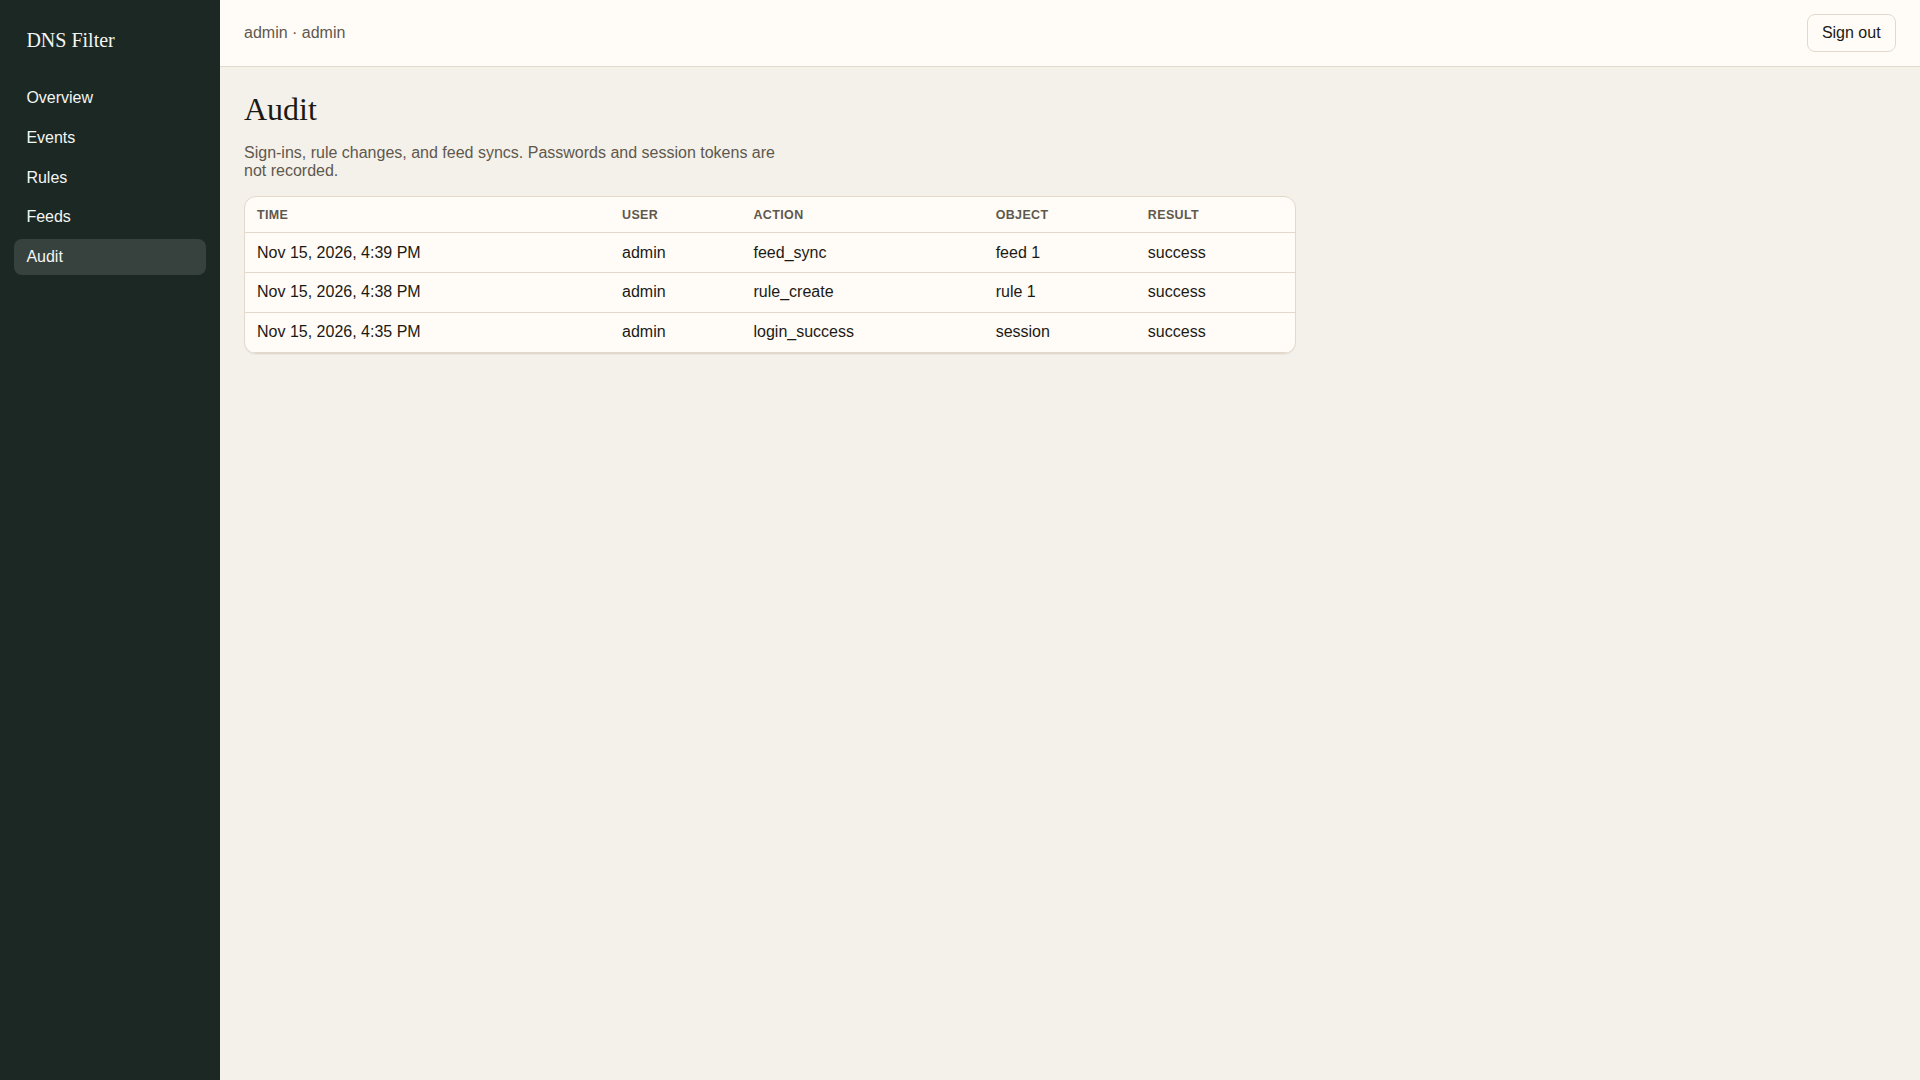 DNS Filter
Overview
Events
Rules
Feeds
Audit
admin · admin
Sign out
Audit
Sign-ins, rule changes, and feed syncs. Passwords and session tokens are
not recorded.
TIME USER ACTION OBJECT RESULT
Nov 15, 2026, 4:39 PM admin feed_sync feed 1 success
Nov 15, 2026, 4:38 PM admin rule_create rule 1 success
Nov 15, 2026, 4:35 PM admin login_success session success